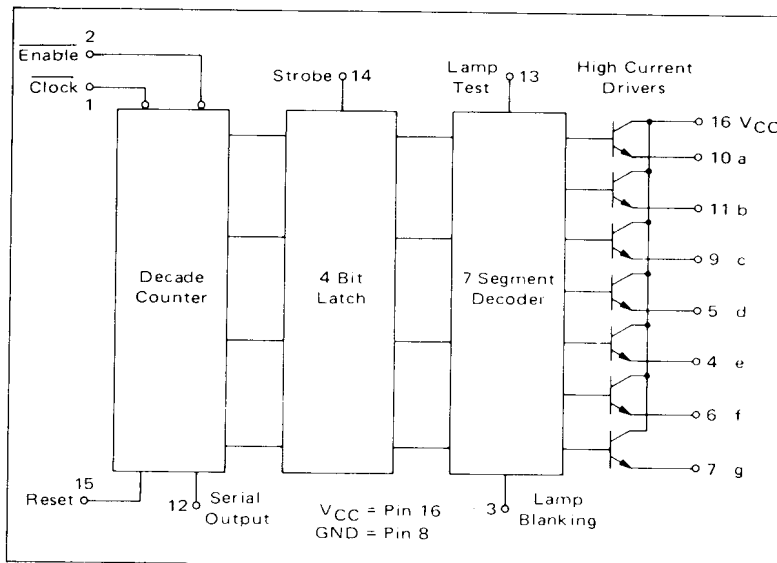 2
Enable
Clock
1
Strobe 14
Lamp
Test
13
High Current
Drivers
16 VCC
10 a
11 b
9 c
5 d
4 e
6 f
7 g
Decade
Counter
4 Bit
Latch
7 Segment
Decoder
15
Reset
12
Serial
Output
VCC = Pin 16
GND = Pin 8
3
Lamp
Blanking